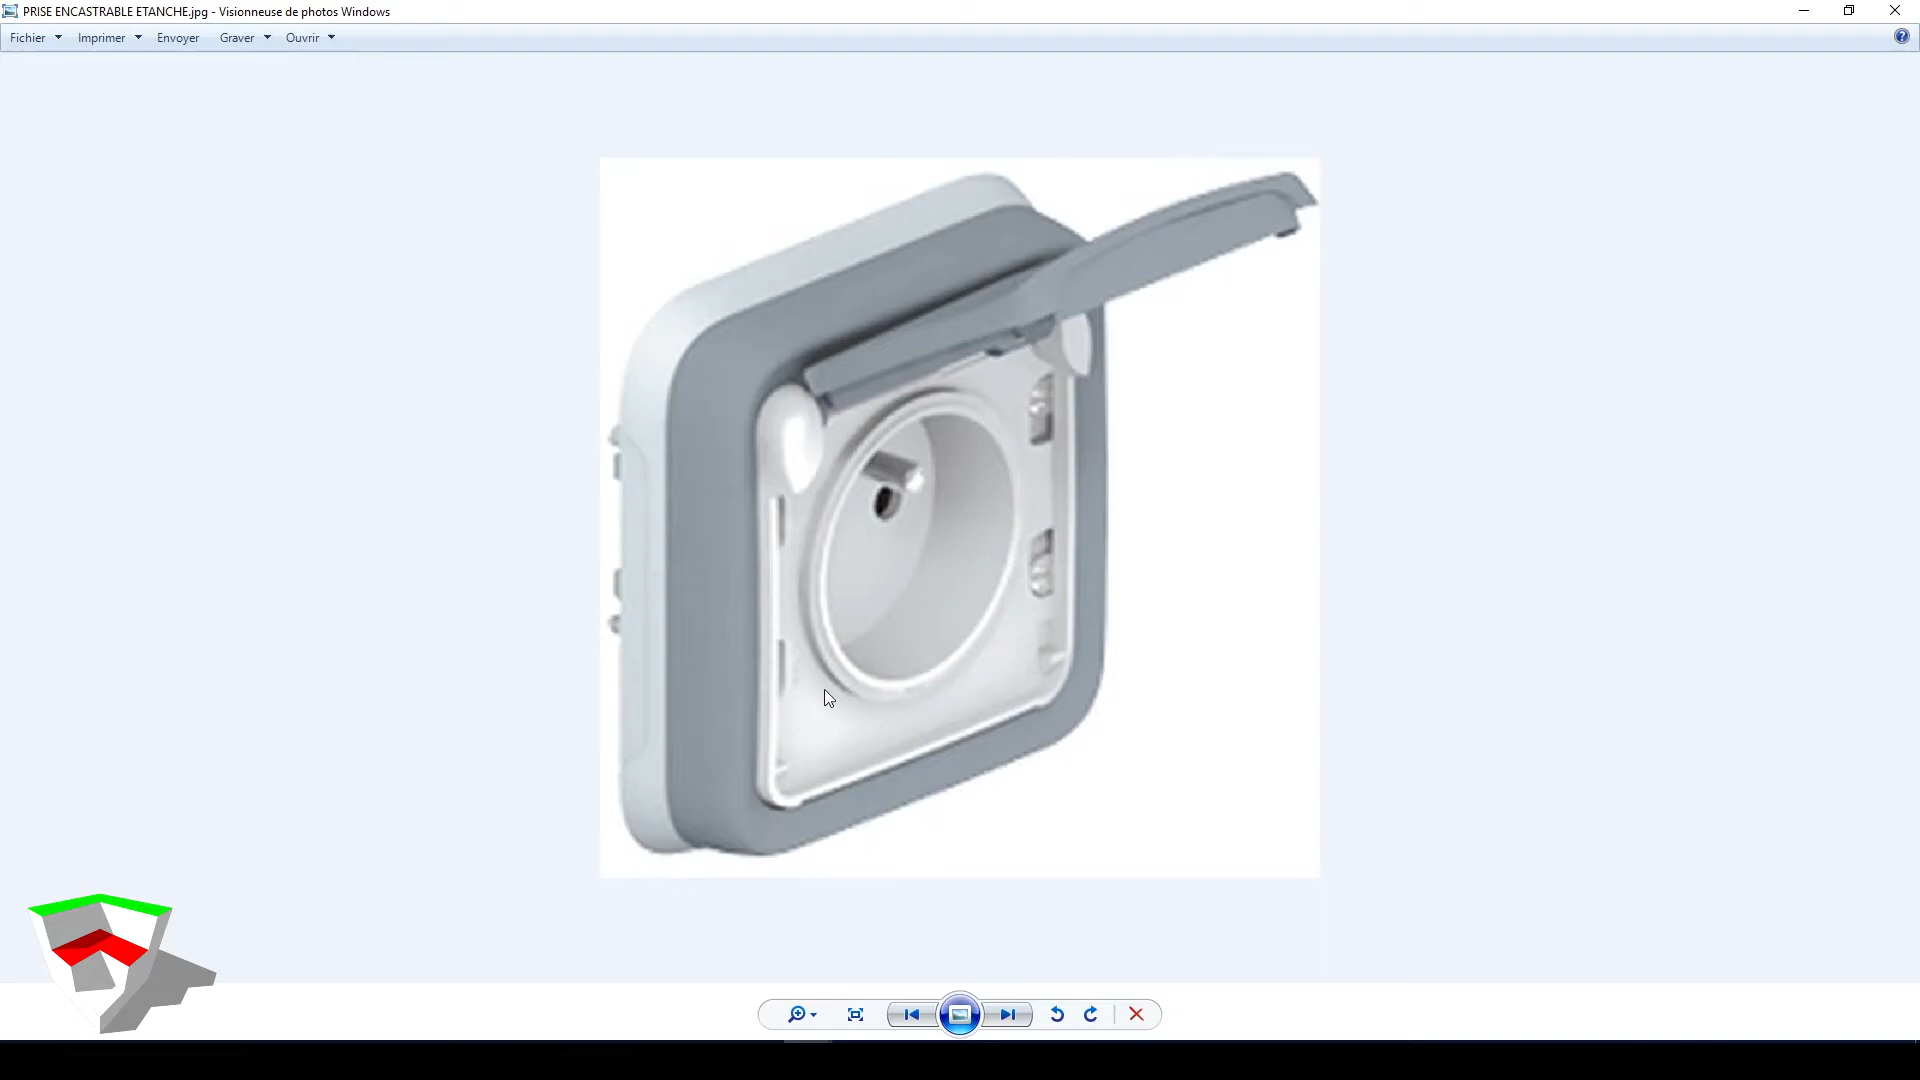 PRISE ENCASTRABLE ETANCHE.jpg - Visionneuse de photos Windows
Fichier Imprimer Envoyer Graver Ouvrir